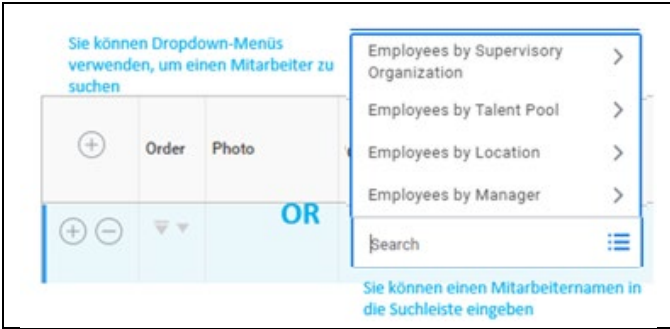 Sie können Dropdown-Menüs
verwenden, um einen Mitarbeiter zu
suchen
Employees by Supervisory
Organization
Employees by Talent Pool
Employees by Location
Employees by Manager
Order
Photo
OR
Search
Sie können einen Mitarbeiternamen in
die Suchleiste eingeben